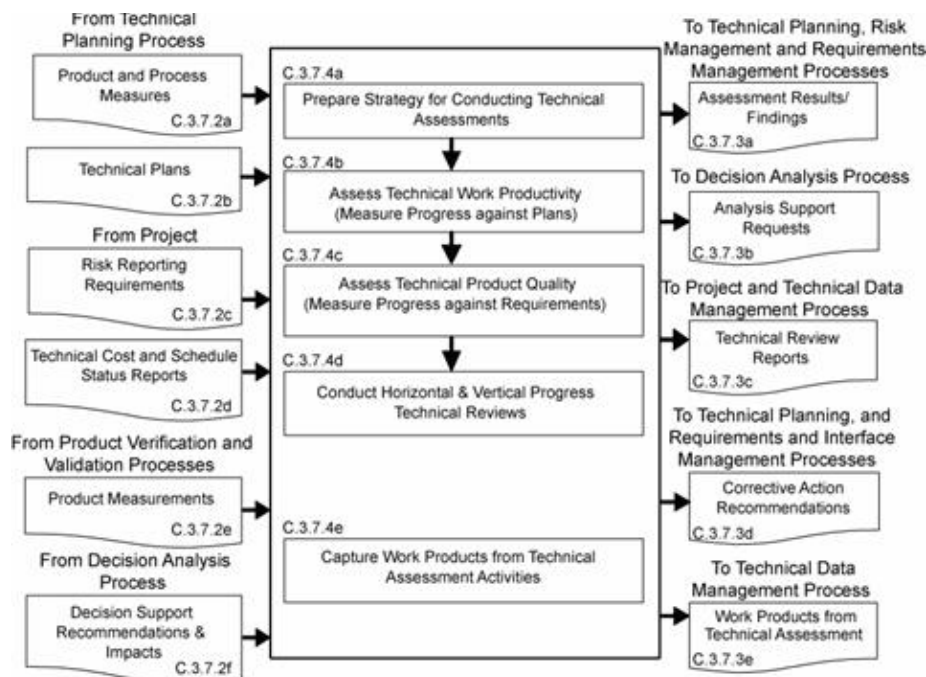 From Technical
Planning Process
Product and Process
Measures
C.3.7.2a
Technical Plans
C.3.7.2b
From Project
Risk Reporting
Requirements
C.3.7.2c
Technical Cost and Schedule
Status Reports
C.3.7.2d
From Product Verification and
Validation Processes
Product Measurements
C.3.7.2e
From Decision Analysis
Process
Decision Support
Recommendations &
Impacts
C.3.7.2f
C.3.7.4a
Prepare Strategy for Conducting Technical
Assessments
C.3.7.4b
Assess Technical Work Productivity
(Measure Progress against Plans)
C.3.7.4c
Assess Technical Product Quality
(Measure Progress against Requirements)
C.3.7.4d
Conduct Horizontal & Vertical Progress
Technical Reviews
C.3.7.4e
Capture Work Products from Technical
Assessment Activities
To Technical Planning, Risk
Management and Requirements
Management Processes
Assessment Results/
Findings
C.3.7.3a
To Decision Analysis Process
Analysis Support
Requests
C.3.7.3b
To Project and Technical Data
Management Process
Technical Review
Reports
C.3.7.3c
To Technical Planning, and
Requirements and Interface
Management Processes
Corrective Action
Recommendations
C.3.7.3d
To Technical Data
Management Process
Work Products from
Technical Assessment
C.3.7.3e